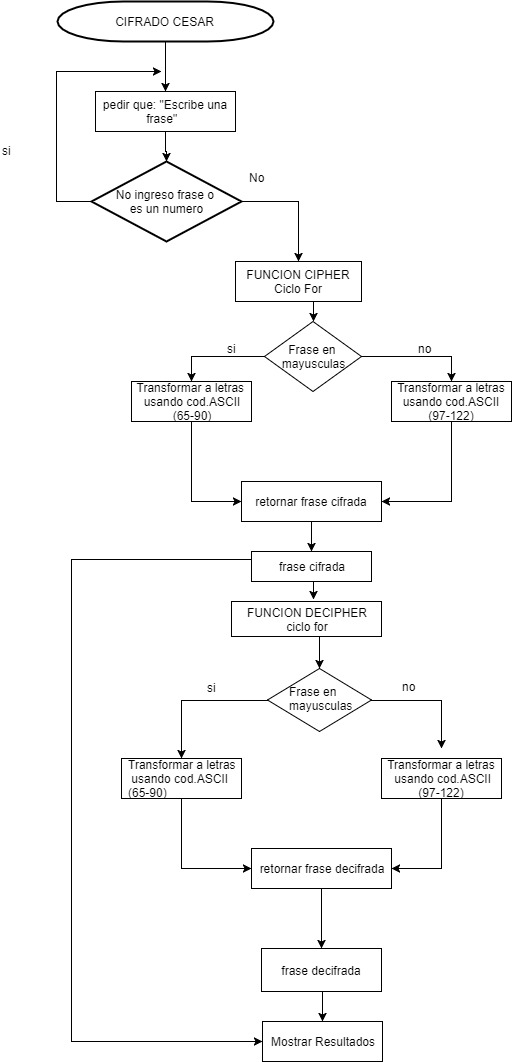 CIFRADO CESAR
pedir que: "Escribe una
frase"
si
No ingreso frase o
es un numero
No
FUNCION CIPHER
Ciclo For
si
Frase en
mayusculas
no
Transformar a letras
usando cod.ASCII
(65-90)
Transformar a letras
usando cod.ASCII
(97-122)
retornar frase cifrada
frase cifrada
FUNCION DECIPHER
ciclo for
si
Frase en
mayusculas
no
Transformar a letras
usando cod.ASCII
(65-90)
Transformar a letras
usando cod.ASCII
(97-122)
retornar frase decifrada
frase decifrada
Mostrar Resultados